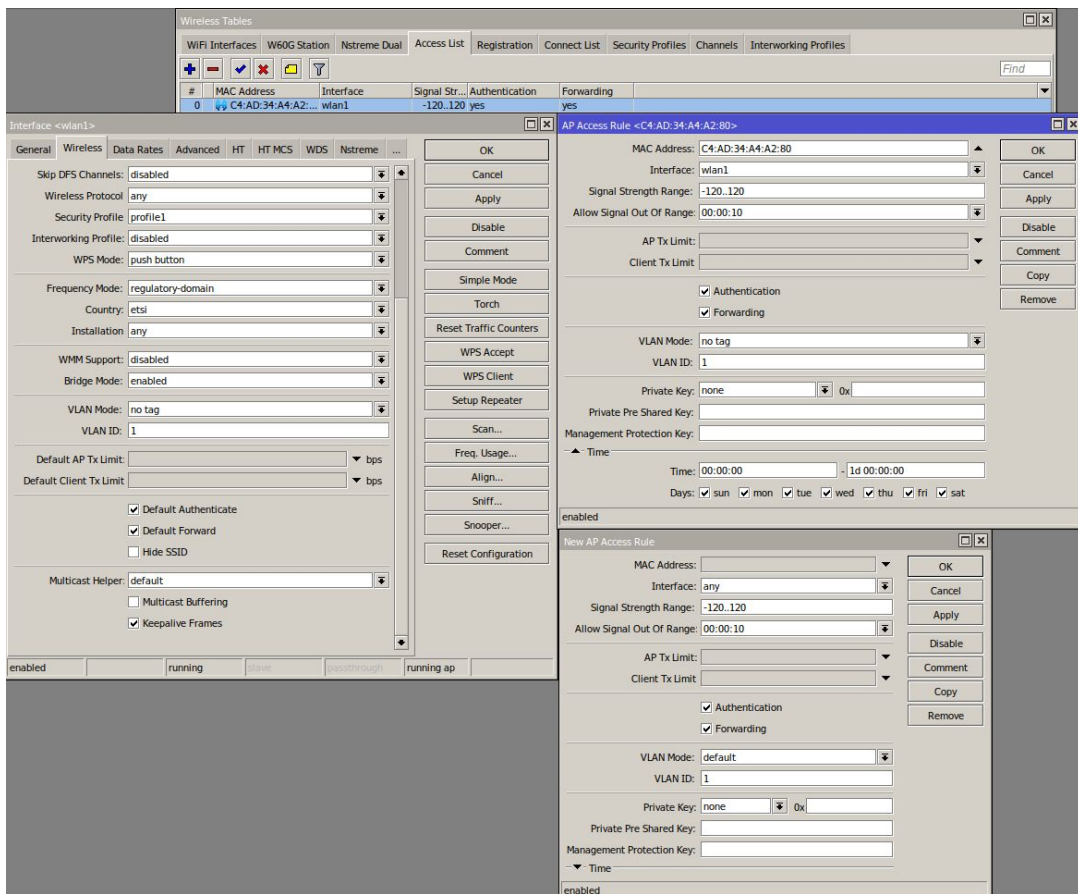 Wireless Tables
WiFi Interfaces W60G Station Nstreme Dual Access List Registration Connect List Security Profiles Channels Interworking Profiles
Find
# MAC Address Interface Signal Str... Authentication Forwarding
0 C4:AD:34:A4:A2:... wlan1 -120..120 yes yes
Interface <wlan1>
General Wireless Data Rates Advanced HT HT MCS WDS Nstreme ...
Skip DFS Channels: disabled
Wireless Protocol any
Security Profile profile1
Interworking Profile: disabled
WPS Mode: push button
Frequency Mode: regulatory-domain
Country: etsi
Installation any
WMM Support: disabled
Bridge Mode: enabled
VLAN Mode: no tag
VLAN ID: 1
Default AP Tx Limit: bps
Default Client Tx Limit bps
Default Authenticate
Default Forward
Hide SSID
Multicast Helper: default
Multicast Buffering
Keepalive Frames
OK
Cancel
Apply
Disable
Comment
Simple Mode
Torch
Reset Traffic Counters
WPS Accept
WPS Client
Setup Repeater
Scan...
Freq. Usage...
Align...
Sniff...
Snooper...
Reset Configuration
enabled running slave passthrough running ap
AP Access Rule <C4:AD:34:A4:A2:80>
MAC Address: C4:AD:34:A4:A2:80
Interface: wlan1
Signal Strength Range: -120..120
Allow Signal Out Of Range: 00:00:10
AP Tx Limit:
Client Tx Limit
Authentication
Forwarding
VLAN Mode: no tag
VLAN ID: 1
Private Key: none 0x
Private Pre Shared Key:
Management Protection Key:
Time
Time: 00:00:00 - 1d 00:00:00
Days: sun mon tue wed thu fri sat
OK
Cancel
Apply
Disable
Comment
Copy
Remove
enabled
New AP Access Rule
MAC Address:
Interface: any
Signal Strength Range: -120..120
Allow Signal Out Of Range: 00:00:10
AP Tx Limit:
Client Tx Limit
Authentication
Forwarding
VLAN Mode: default
VLAN ID: 1
Private Key: none 0x
Private Pre Shared Key:
Management Protection Key:
Time
OK
Cancel
Apply
Disable
Comment
Copy
Remove
enabled